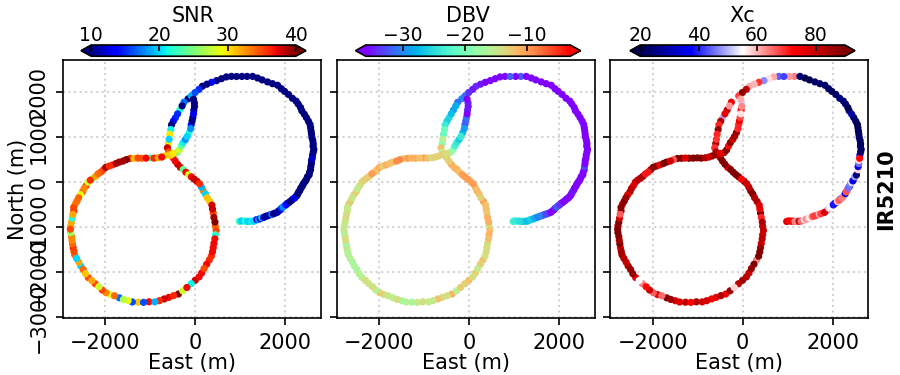 SNR DBV Xc
10 20 30 40 −30 −20 −10 20 40 60 80
2000
1000
0
−1000
−2000
−3000
North (m)
IR5210
−2000 0 2000 −2000 0 2000 −2000 0 2000
East (m) East (m) East (m)